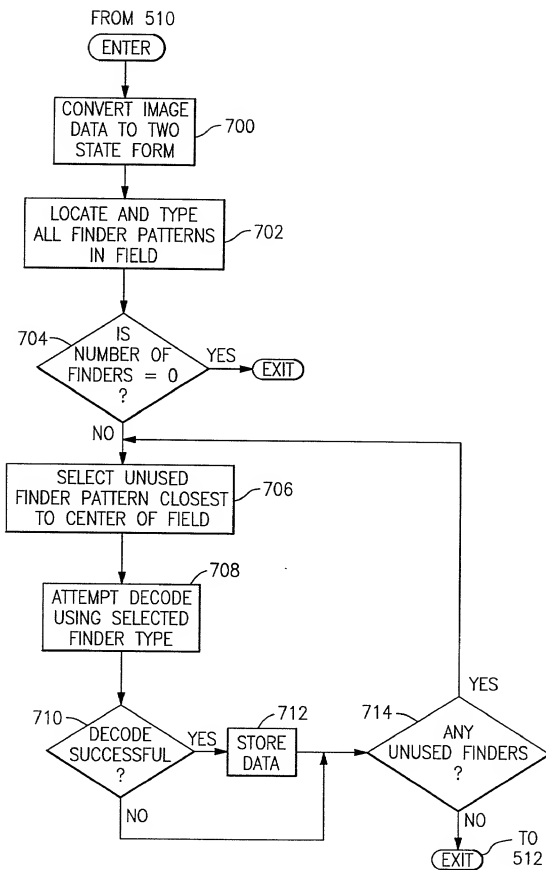 FROM 510
ENTER
CONVERT IMAGE
DATA TO TWO
STATE FORM
700
LOCATE AND TYPE
ALL FINDER PATTERNS
IN FIELD
702
704
IS
NUMBER OF
FINDERS = 0
?
YES
EXIT
NO
SELECT UNUSED
FINDER PATTERN CLOSEST
TO CENTER OF FIELD
706
708
ATTEMPT DECODE
USING SELECTED
FINDER TYPE
710
DECODE
SUCCESSFUL
?
YES
NO
712
STORE
DATA
714
ANY
UNUSED FINDERS
?
YES
NO
EXIT
TO
512